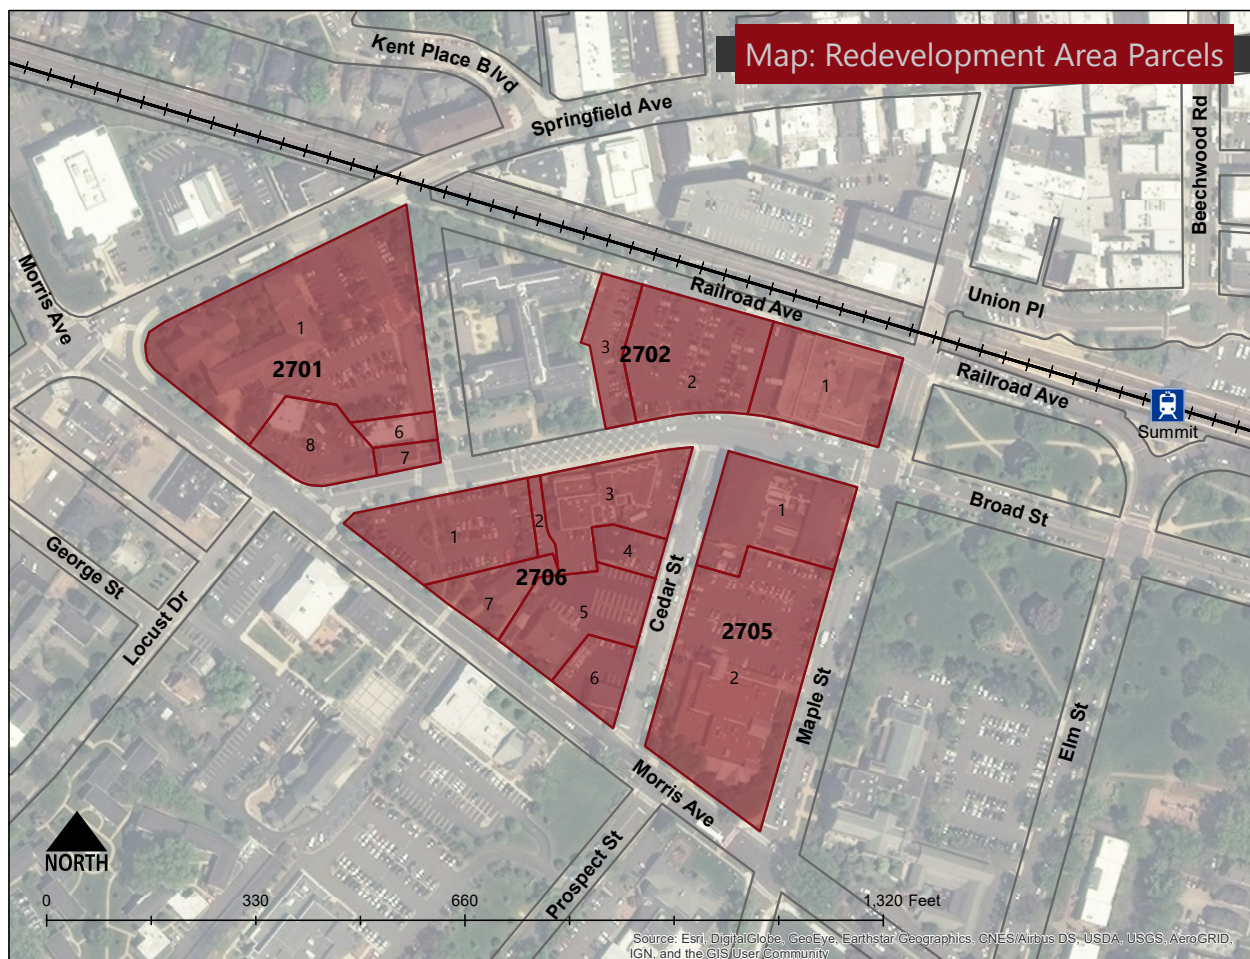 Map: Redevelopment Area Parcels
Kent Place Blvd
Springfield Ave
Beechwood Rd
Morris Ave
Railroad Ave
Union Pl
Railroad Ave
Summit
1
2701
8
6
7
3
2702
2
1
Broad St
1
2
3
4
2706
5
7
6
Cedar St
1
2705
2
Maple St
Elm St
George St
Locust Dr
Morris Ave
Prospect St
NORTH
0 330 660 1,320 Feet
Source: Esri, DigitalGlobe, GeoEye, Earthstar Geographics, CNES/Airbus DS, USDA, USGS, AeroGRID,
IGN, and the GIS User Community